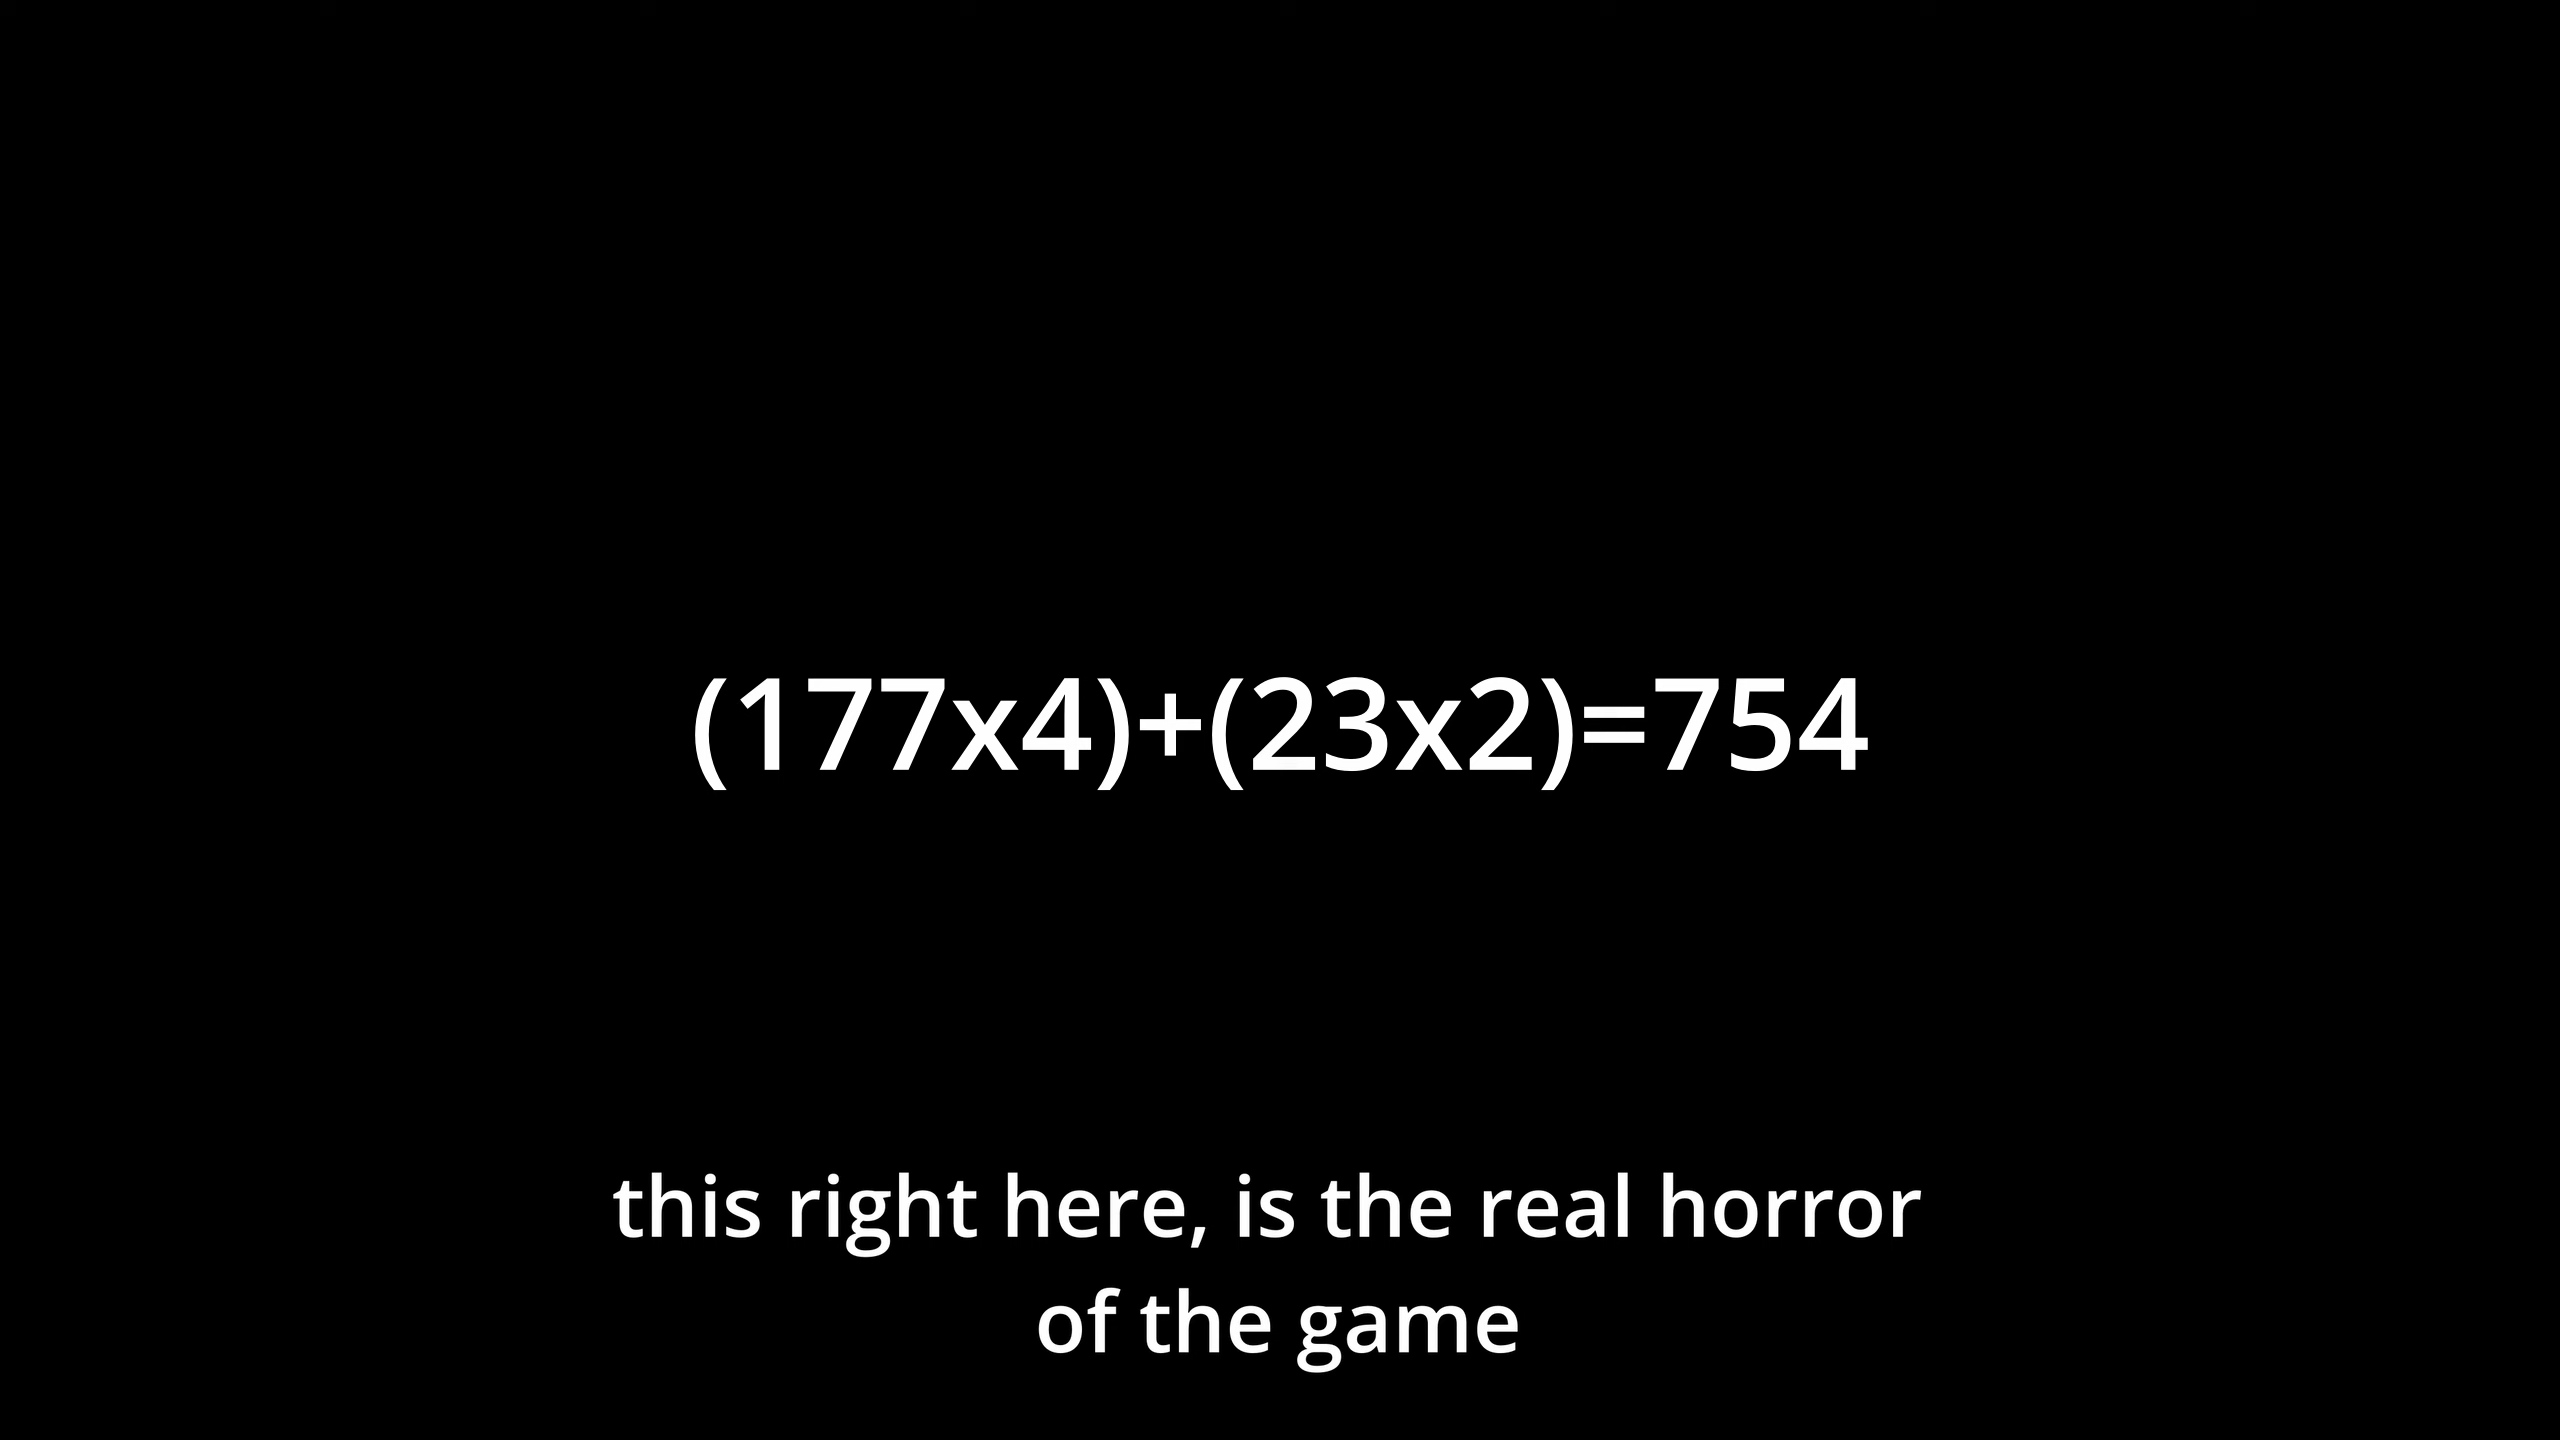 (177x4)+(23x2)=754
this right here, is the real horror
of the game